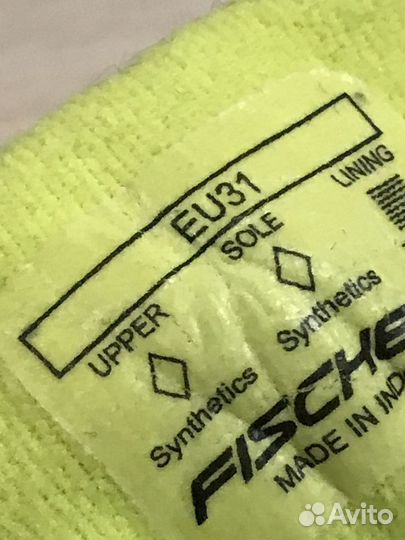 EU31
UPPER SOLE LINING
Synthetics Synthetics
FISCHE
MADE IN IND
Avito